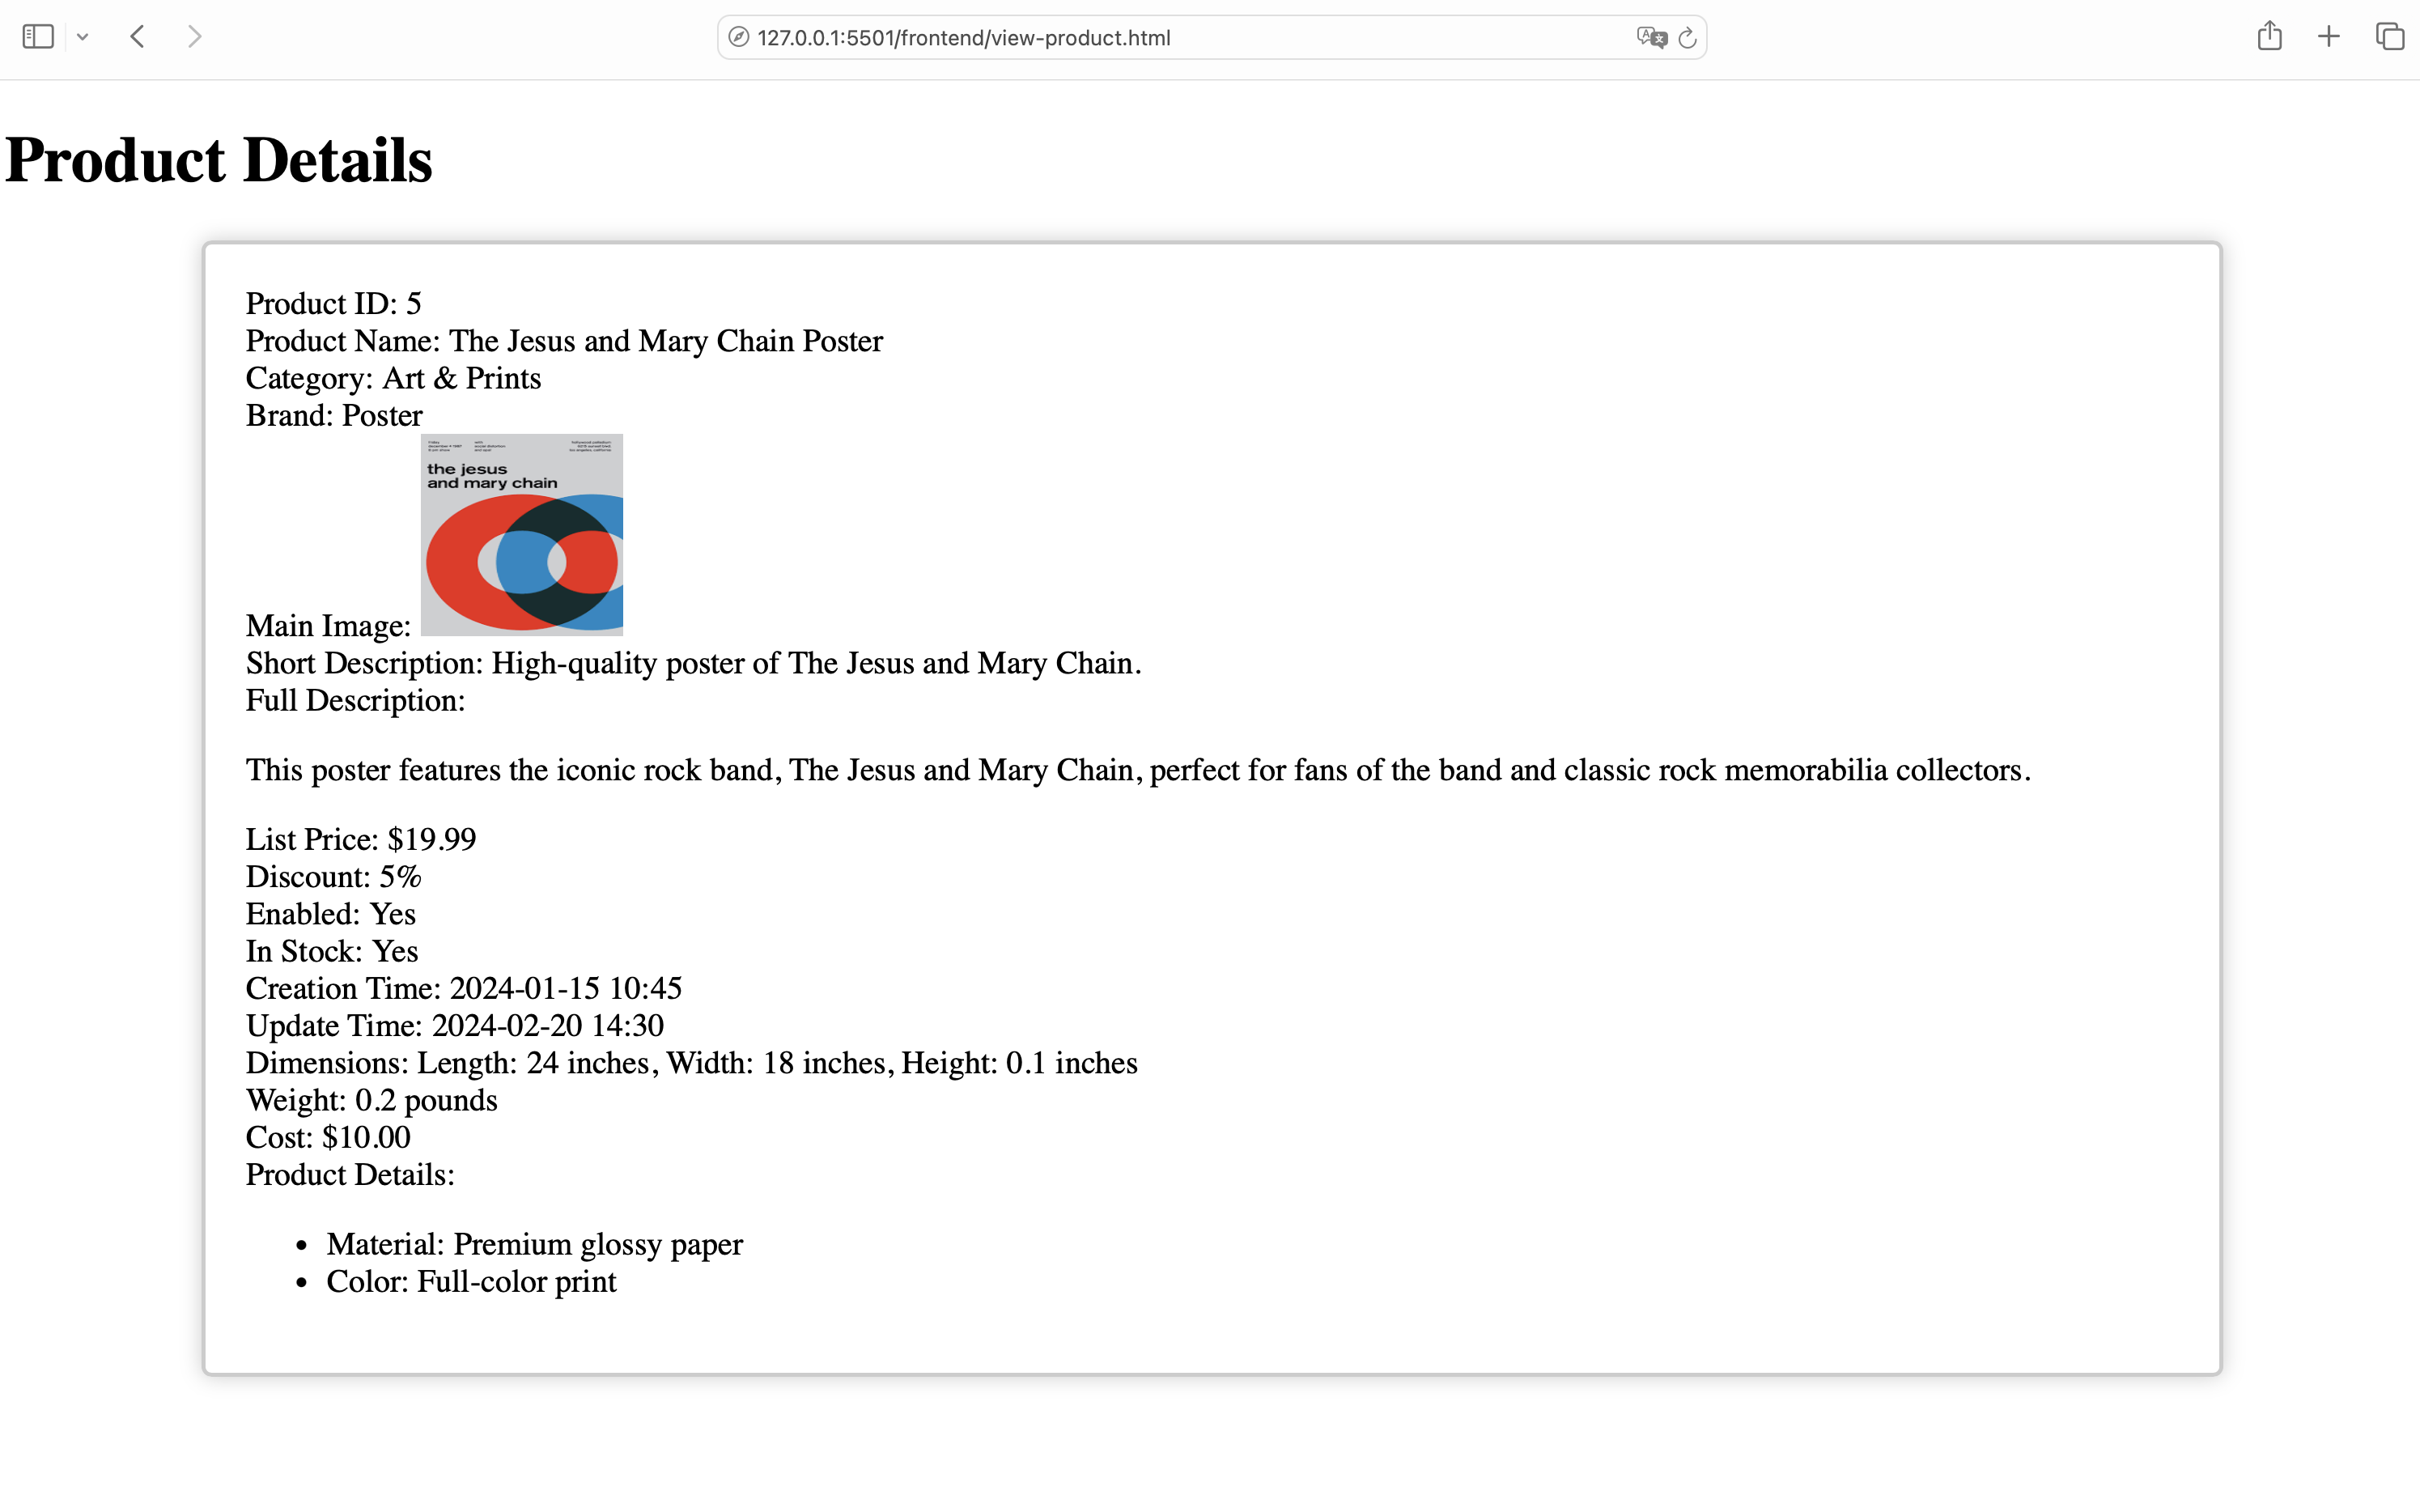 127.0.0.1:5501/frontend/view-product.html
Product Details
Product ID: 5
Product Name: The Jesus and Mary Chain Poster
Category: Art & Prints
Brand: Poster
the jesus
and mary chain
Main Image:
Short Description: High-quality poster of The Jesus and Mary Chain.
Full Description:
This poster features the iconic rock band, The Jesus and Mary Chain, perfect for fans of the band and classic rock memorabilia collectors.
List Price: $19.99
Discount: 5%
Enabled: Yes
In Stock: Yes
Creation Time: 2024-01-15 10:45
Update Time: 2024-02-20 14:30
Dimensions: Length: 24 inches, Width: 18 inches, Height: 0.1 inches
Weight: 0.2 pounds
Cost: $10.00
Product Details:
• Material: Premium glossy paper
• Color: Full-color print